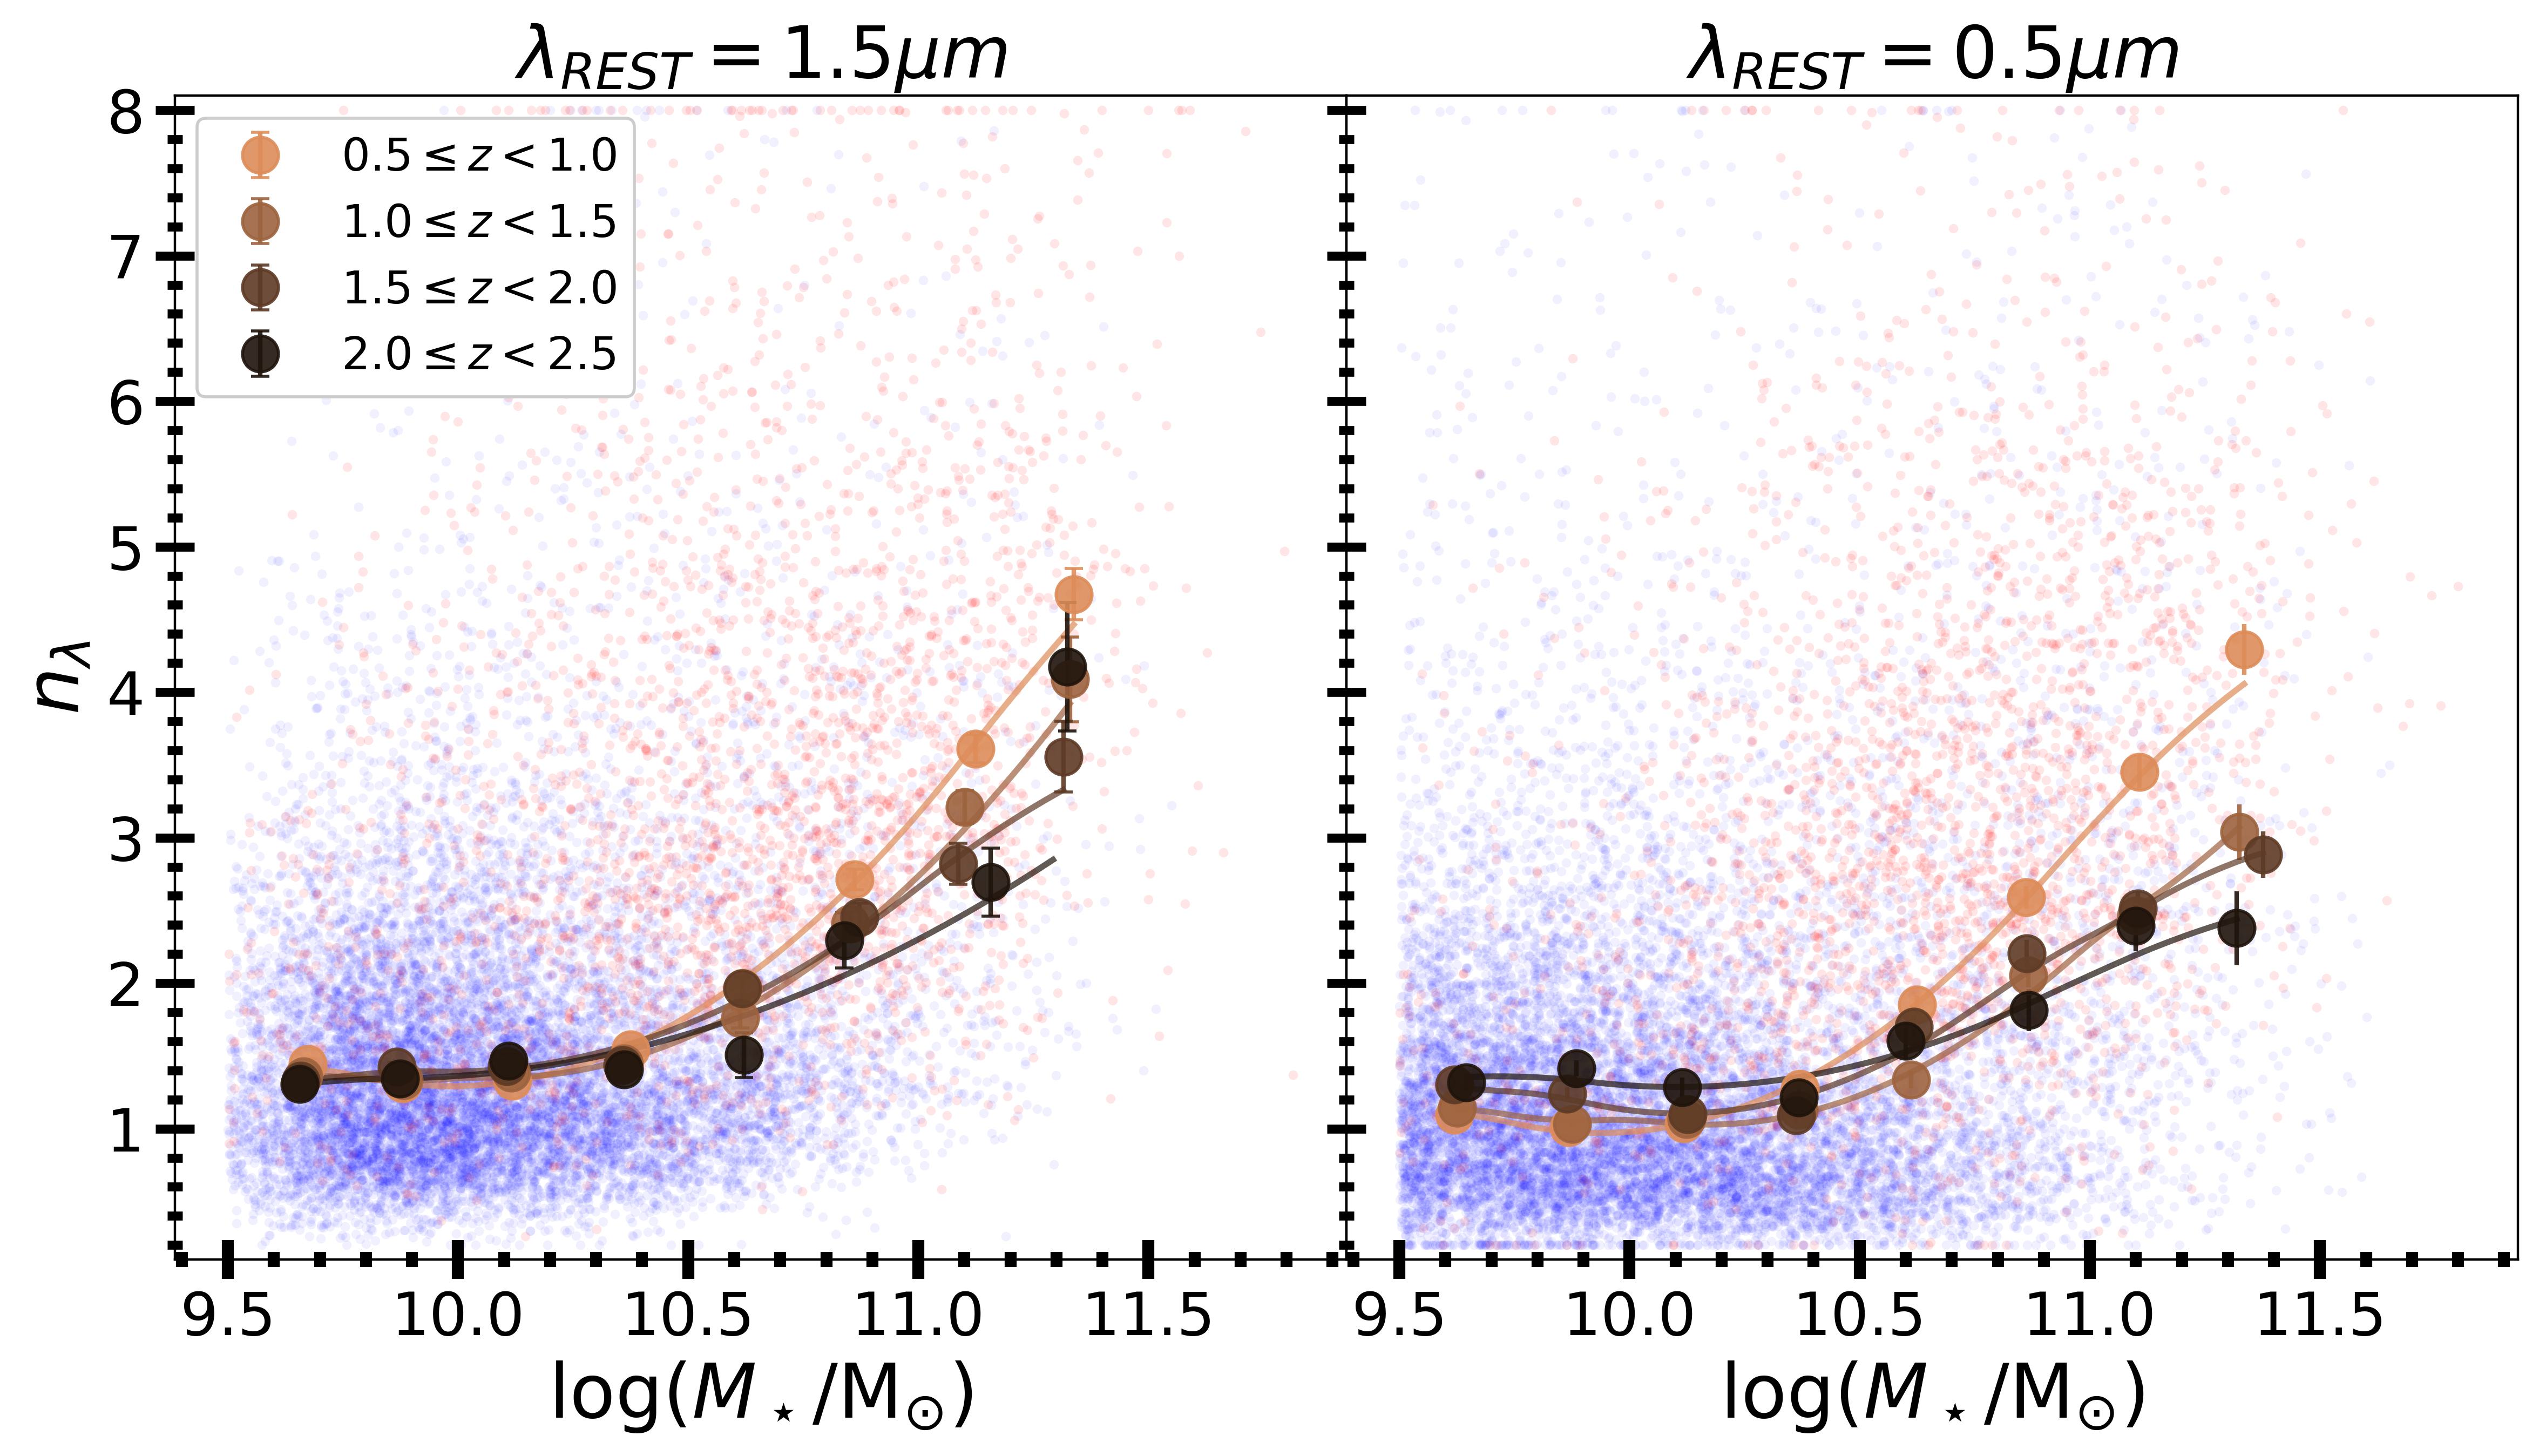 λ_REST = 1.5μm
λ_REST = 0.5μm
8
7
6
5
4
3
2
1
n_λ
0.5 ≤ z < 1.0
1.0 ≤ z < 1.5
1.5 ≤ z < 2.0
2.0 ≤ z < 2.5
9.5 10.0 10.5 11.0 11.5
9.5 10.0 10.5 11.0 11.5
log(M⋆/M⊙)
log(M⋆/M⊙)